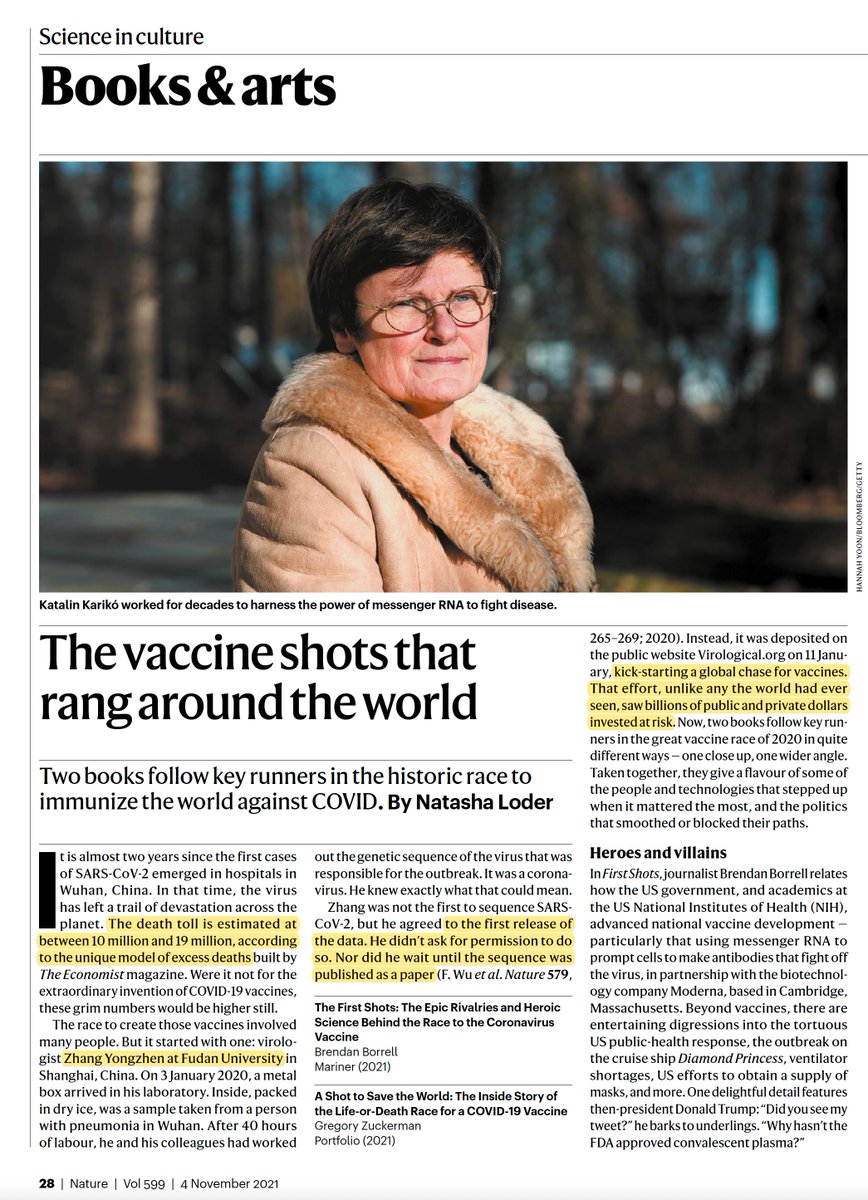 Science in culture
Books & arts
HANNAH YOON/BLOOMBERG/GETTY
Katalin Karikó worked for decades to harness the power of messenger RNA to fight disease.
The vaccine shots that
rang around the world
Two books follow key runners in the historic race to
immunize the world against COVID. By Natasha Loder
It is almost two years since the first cases
of SARS-CoV-2 emerged in hospitals in
Wuhan, China. In that time, the virus
has left a trail of devastation across the
planet. The death toll is estimated at
between 10 million and 19 million, according
to the unique model of excess deaths built by
The Economist magazine. Were it not for the
extraordinary invention of COVID-19 vaccines,
these grim numbers would be higher still.
The race to create those vaccines involved
many people. But it started with one: virolo-
gist Zhang Yongzhen at Fudan University in
Shanghai, China. On 3 January 2020, a metal
box arrived in his laboratory. Inside, packed
in dry ice, was a sample taken from a person
with pneumonia in Wuhan. After 40 hours
of labour, he and his colleagues had worked
out the genetic sequence of the virus that was
responsible for the outbreak. It was a corona-
virus. He knew exactly what that could mean.
Zhang was not the first to sequence SARS-
CoV-2, but he agreed to the first release of
the data. He didn't ask for permission to do
so. Nor did he wait until the sequence was
published as a paper (F. Wu et al. Nature 579,
The First Shots: The Epic Rivalries and Heroic
Science Behind the Race to the Coronavirus
Vaccine
Brendan Borrell
Mariner (2021)
A Shot to Save the World: The Inside Story of
the Life-or-Death Race for a COVID-19 Vaccine
Gregory Zuckerman
Portfolio (2021)
265–269; 2020). Instead, it was deposited on
the public website Virological.org on 11 Janu-
ary, kick-starting a global chase for vaccines.
That effort, unlike any the world had ever
seen, saw billions of public and private dollars
invested at risk. Now, two books follow key run-
ners in the great vaccine race of 2020 in quite
different ways — one close up, one wider angle.
Taken together, they give a flavour of some of
the people and technologies that stepped up
when it mattered the most, and the politics
that smoothed or blocked their paths.
Heroes and villains
In First Shots, journalist Brendan Borrell relates
how the US government, and academics at
the US National Institutes of Health (NIH),
advanced national vaccine development —
particularly that using messenger RNA to
prompt cells to make antibodies that fight off
the virus, in partnership with the biotechnol-
ogy company Moderna, based in Cambridge,
Massachusetts. Beyond vaccines, there are
entertaining digressions into the tortuous
US public-health response, the outbreak on
the cruise ship Diamond Princess, ventilator
shortages, US efforts to obtain a supply of
masks, and more. One delightful detail features
then-president Donald Trump: “Did you see my
tweet?” he barks to underlings. “Why hasn't the
FDA approved convalescent plasma?”
28 | Nature | Vol 599 | 4 November 2021